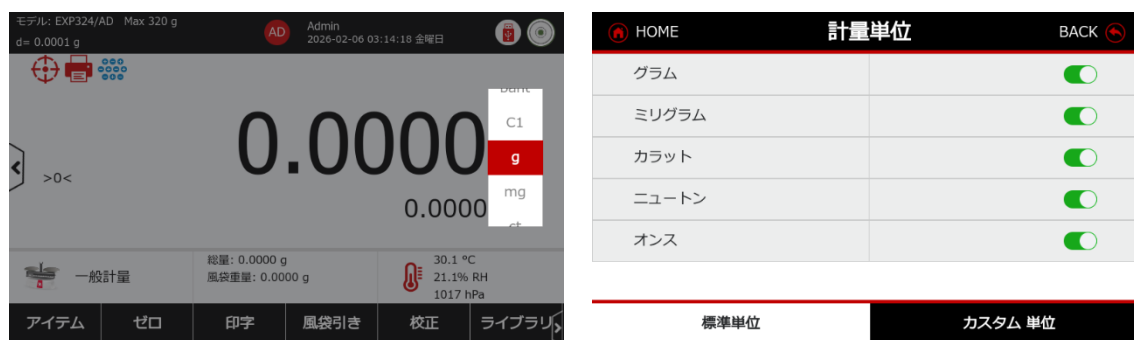 モデル: EXP324/AD Max 320 g
d= 0.0001 g
AD
Admin
2026-02-06 03:14:18 金曜日
0.0000
>0<
0.0000
C1
g
mg
ct
一般計量
総量: 0.0000 g
風袋重量: 0.0000 g
30.1 °C
21.1% RH
1017 hPa
アイテム
ゼロ
印字
風袋引き
校正
ライブラリ
HOME
計量単位
BACK
グラム
ミリグラム
カラット
ニュートン
オンス
標準単位
カスタム 単位